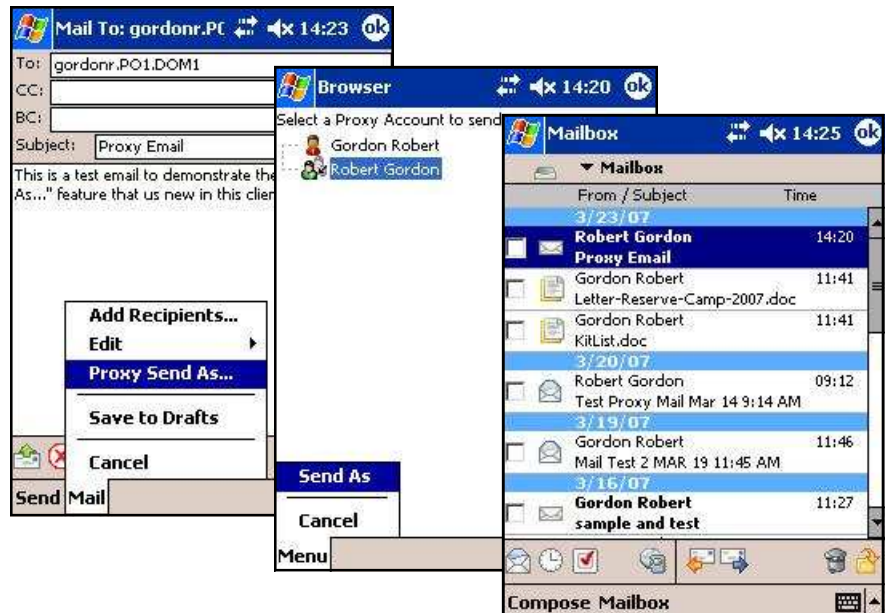 Mail To: gordonr.P 14:23 ok
To: gordonr.PO1.DOM1
CC:
BC:
Subject: Proxy Email
This is a test email to demonstrate the
As..." feature that us new in this clier
Add Recipients...
Edit
Proxy Send As...
Save to Drafts
Cancel
Send Mail
Browser 14:20 ok
Select a Proxy Account to send
Gordon Robert
Robert Gordon
Send As
Cancel
Menu
Mailbox 14:25 ok
Mailbox
From / Subject Time
3/23/07
Robert Gordon 14:20
Proxy Email
Gordon Robert 11:41
Letter-Reserve-Camp-2007.doc
Gordon Robert 11:41
KitList.doc
3/20/07
Robert Gordon 09:12
Test Proxy Mail Mar 14 9:14 AM
3/19/07
Gordon Robert 11:46
Mail Test 2 MAR 19 11:45 AM
3/16/07
Gordon Robert 11:27
sample and test
Compose Mailbox